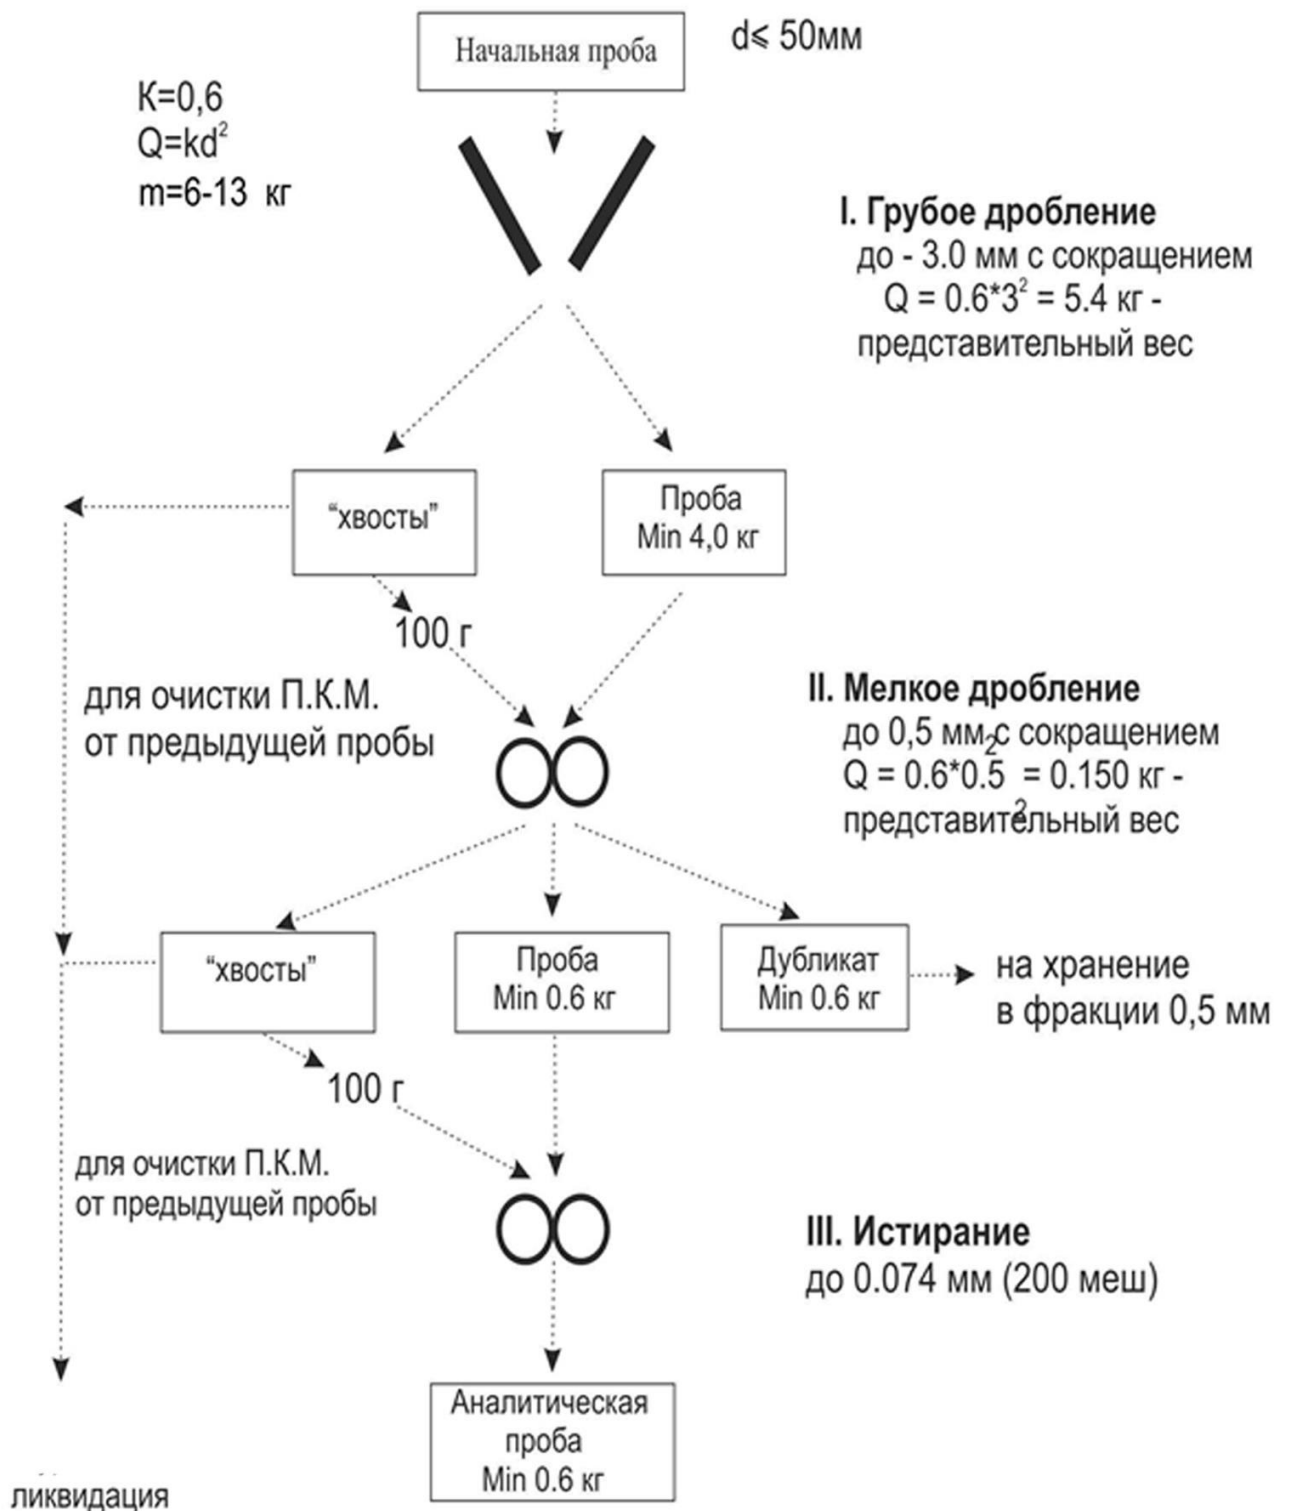 Начальная проба
d⩽ 50мм
К=0,6
Q=kd²
m=6-13 кг
I. Грубое дробление
до - 3.0 мм с сокращением
Q = 0.6*3² = 5.4 кг -
представительный вес
“хвосты”
Проба
Min 4,0 кг
100 г
для очистки П.К.М.
от предыдущей пробы
II. Мелкое дробление
до 0,5 мм с сокращением
2
Q = 0.6*0.5 = 0.150 кг -
2
представительный вес
“хвосты”
Проба
Min 0.6 кг
Дубликат
Min 0.6 кг
на хранение
в фракции 0,5 мм
100 г
для очистки П.К.М.
от предыдущей пробы
III. Истирание
до 0.074 мм (200 меш)
Аналитическая
проба
Min 0.6 кг
ликвидация